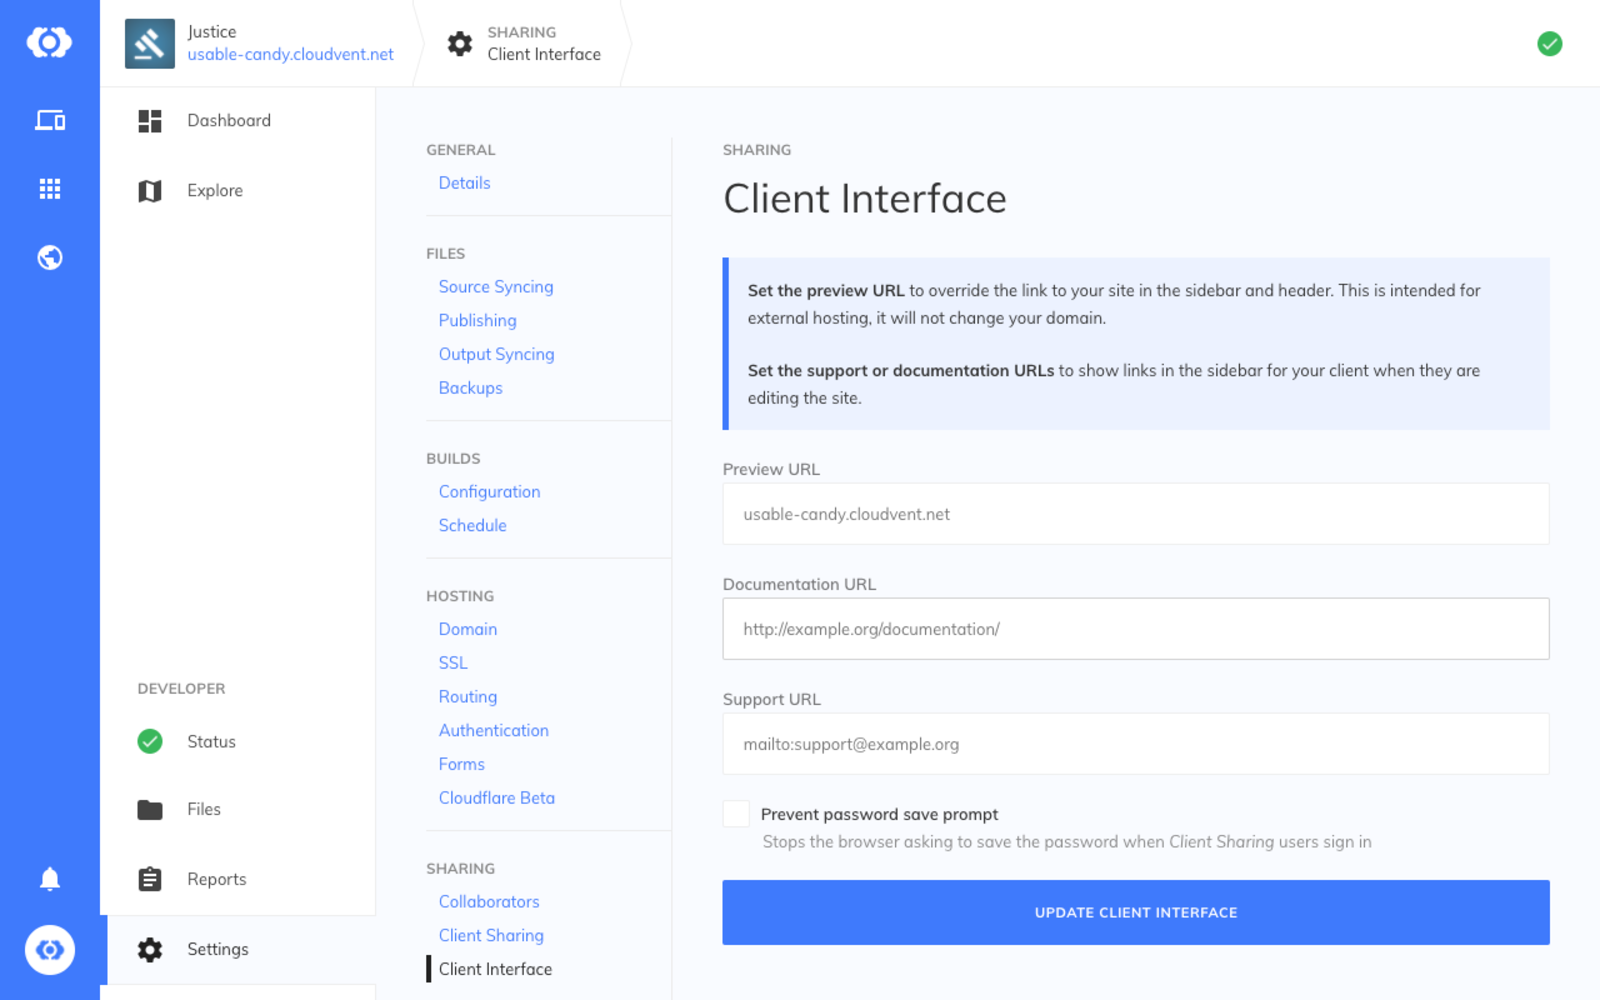 Justice
usable-candy.cloudvent.net
SHARING
Client Interface
Dashboard
Explore
DEVELOPER
Status
Files
Reports
Settings
GENERAL
Details
FILES
Source Syncing
Publishing
Output Syncing
Backups
BUILDS
Configuration
Schedule
HOSTING
Domain
SSL
Routing
Authentication
Forms
Cloudflare Beta
SHARING
Collaborators
Client Sharing
Client Interface
SHARING
Client Interface
Set the preview URL to override the link to your site in the sidebar and header. This is intended for
external hosting, it will not change your domain.
Set the support or documentation URLs to show links in the sidebar for your client when they are
editing the site.
Preview URL
usable-candy.cloudvent.net
Documentation URL
http://example.org/documentation/
Support URL
mailto:support@example.org
Prevent password save prompt
Stops the browser asking to save the password when Client Sharing users sign in
UPDATE CLIENT INTERFACE